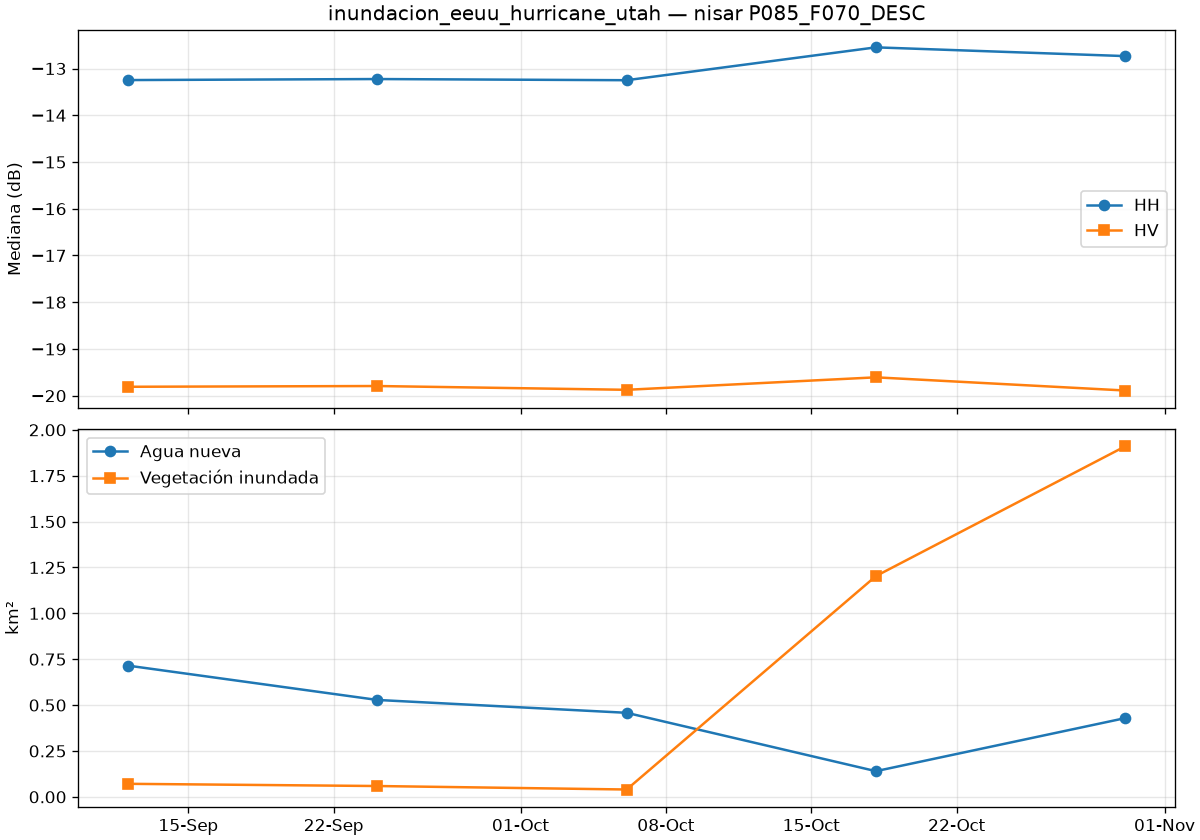 inundacion_eeuu_hurricane_utah — nisar P085_F070_DESC
Mediana (dB)
−13
−14
−15
−16
−17
−18
−19
−20
HH
HV
km²
2.00
1.75
1.50
1.25
1.00
0.75
0.50
0.25
0.00
Agua nueva
Vegetación inundada
15-Sep 22-Sep 01-Oct 08-Oct 15-Oct 22-Oct 01-Nov